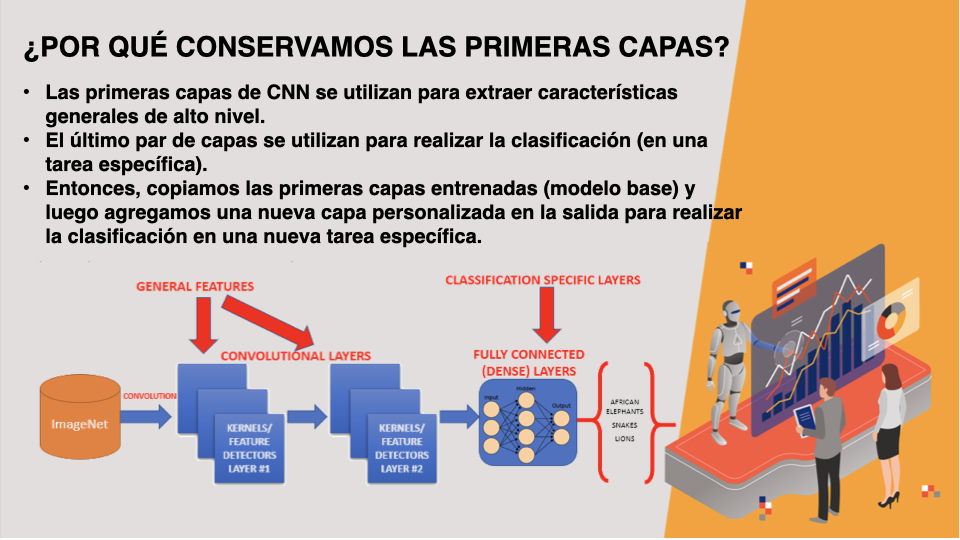 ¿POR QUÉ CONSERVAMOS LAS PRIMERAS CAPAS?
• Las primeras capas de CNN se utilizan para extraer características
generales de alto nivel.
• El último par de capas se utilizan para realizar la clasificación (en una
tarea específica).
• Entonces, copiamos las primeras capas entrenadas (modelo base) y
luego agregamos una nueva capa personalizada en la salida para realizar
la clasificación en una nueva tarea específica.
GENERAL FEATURES
CLASSIFICATION SPECIFIC LAYERS
CONVOLUTIONAL LAYERS
FULLY CONNECTED
(DENSE) LAYERS
ImageNet
CONVOLUTION
KERNELS/
FEATURE
DETECTORS
LAYER #1
KERNELS/
FEATURE
DETECTORS
LAYER #2
Input
Hidden
Output
AFRICAN
ELEPHANTS
SNAKES
LIONS